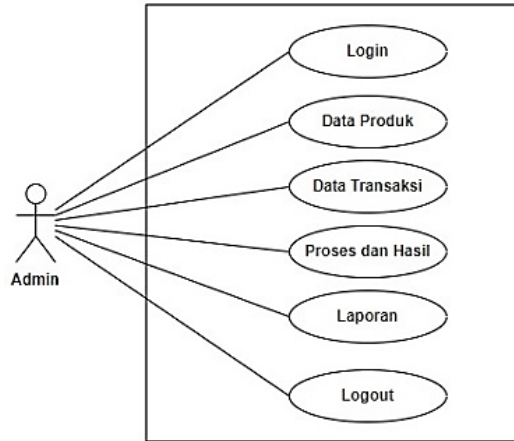 Login
Data Produk
Data Transaksi
Proses dan Hasil
Laporan
Logout
Admin